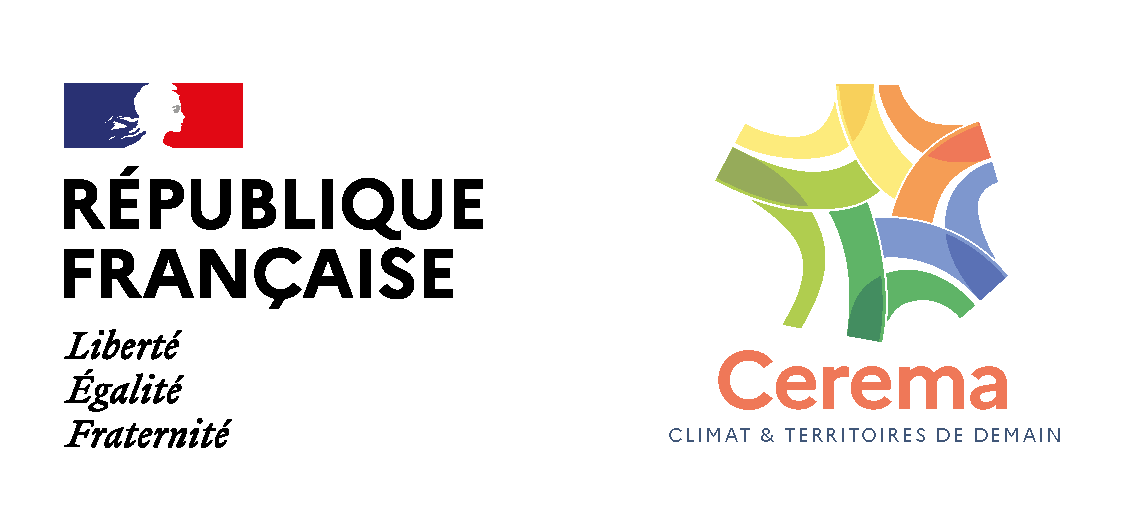 RÉPUBLIQUE
FRANÇAISE
Liberté
Égalité
Fraternité
Cerema
CLIMAT & TERRITOIRES DE DEMAIN